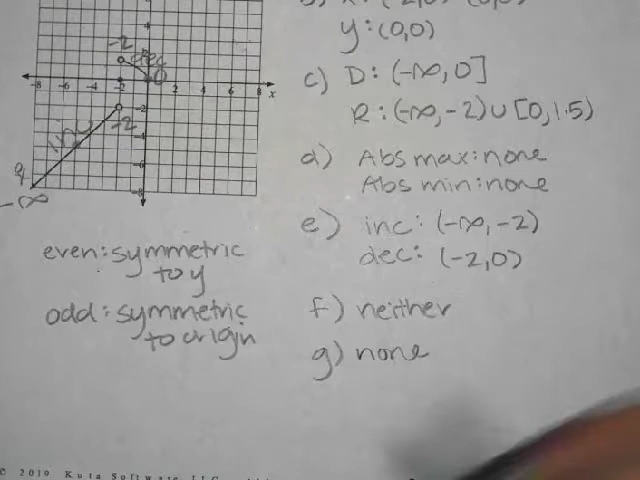 y:(0,0)
c) D: (-∞, 0]
R: (-∞, -2) ∪ [0, 1.5)
d) Abs max: none
Abs min: none
e) inc: (-∞, -2)
dec: (-2, 0)
f) neither
g) none
-2
dec
0
-8 -6 -4 -2 2 4 6 8 x
-2
-2
inc
-4
-6
-8
-∞
even: symmetric
to y
odd: symmetric
to origin
© 2010 Kuta Software LLC